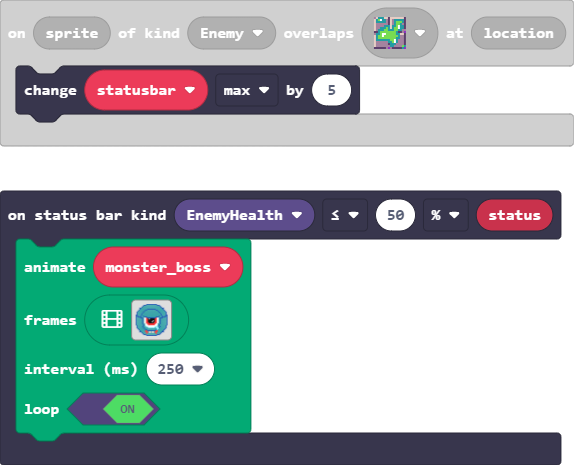 on sprite of kind Enemy overlaps at location
change statusbar max by 5
on status bar kind EnemyHealth ≤ 50 % status
animate monster_boss
frames
interval (ms) 250
loop ON